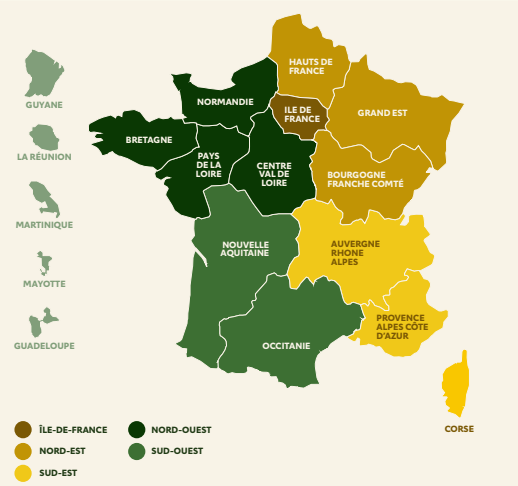 HAUTS DE
FRANCE
NORMANDIE
ILE DE
FRANCE
GRAND EST
GUYANE
BRETAGNE
LA RÉUNION
PAYS
DE LA
LOIRE
CENTRE
VAL DE
LOIRE
BOURGOGNE
FRANCHE COMTÉ
MARTINIQUE
NOUVELLE
AQUITAINE
AUVERGNE
RHONE
ALPES
MAYOTTE
PROVENCE
ALPES CÔTE
D'AZUR
GUADELOUPE
OCCITANIE
CORSE
ÎLE-DE-FRANCE
NORD-OUEST
NORD-EST
SUD-OUEST
SUD-EST